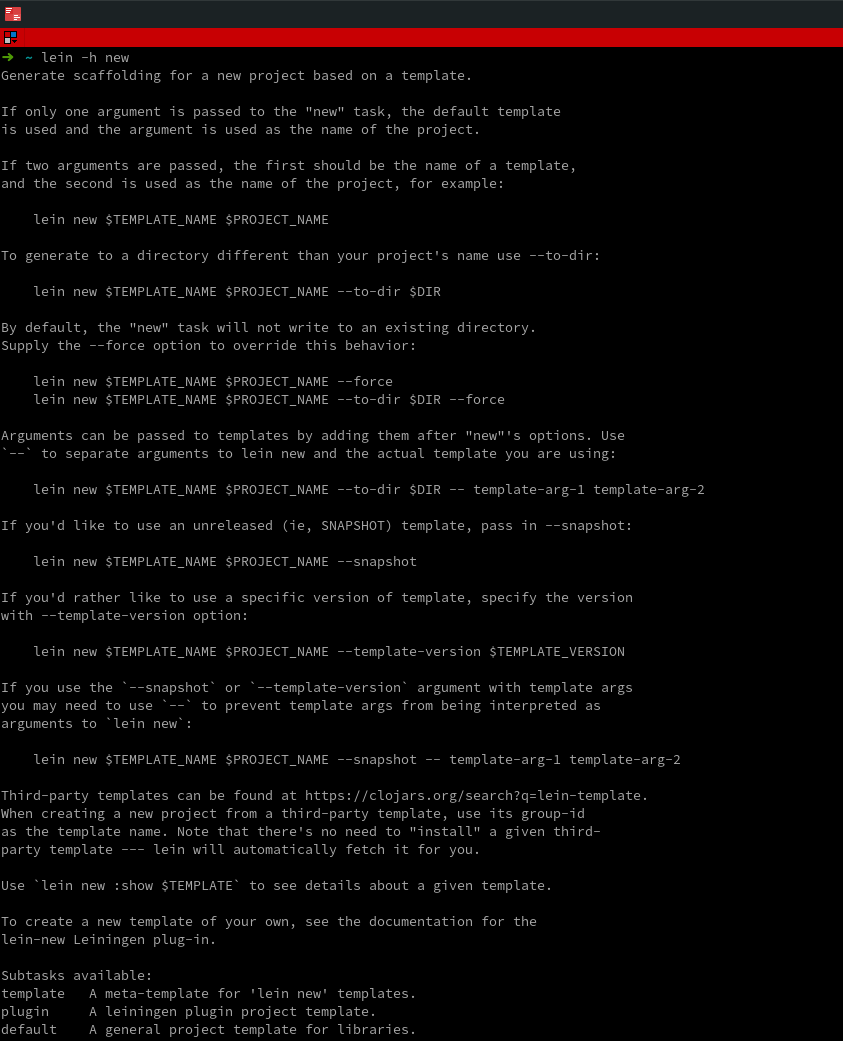 ➜ ~ lein -h new
Generate scaffolding for a new project based on a template.
If only one argument is passed to the "new" task, the default template
is used and the argument is used as the name of the project.
If two arguments are passed, the first should be the name of a template,
and the second is used as the name of the project, for example:
lein new $TEMPLATE_NAME $PROJECT_NAME
To generate to a directory different than your project's name use --to-dir:
lein new $TEMPLATE_NAME $PROJECT_NAME --to-dir $DIR
By default, the "new" task will not write to an existing directory.
Supply the --force option to override this behavior:
lein new $TEMPLATE_NAME $PROJECT_NAME --force
lein new $TEMPLATE_NAME $PROJECT_NAME --to-dir $DIR --force
Arguments can be passed to templates by adding them after "new"'s options. Use
`--` to separate arguments to lein new and the actual template you are using:
lein new $TEMPLATE_NAME $PROJECT_NAME --to-dir $DIR -- template-arg-1 template-arg-2
If you'd like to use an unreleased (ie, SNAPSHOT) template, pass in --snapshot:
lein new $TEMPLATE_NAME $PROJECT_NAME --snapshot
If you'd rather like to use a specific version of template, specify the version
with --template-version option:
lein new $TEMPLATE_NAME $PROJECT_NAME --template-version $TEMPLATE_VERSION
If you use the `--snapshot` or `--template-version` argument with template args
you may need to use `--` to prevent template args from being interpreted as
arguments to `lein new`:
lein new $TEMPLATE_NAME $PROJECT_NAME --snapshot -- template-arg-1 template-arg-2
Third-party templates can be found at https://clojars.org/search?q=lein-template.
When creating a new project from a third-party template, use its group-id
as the template name. Note that there's no need to "install" a given third-
party template --- lein will automatically fetch it for you.
Use `lein new :show $TEMPLATE` to see details about a given template.
To create a new template of your own, see the documentation for the
lein-new Leiningen plug-in.
Subtasks available:
template   A meta-template for 'lein new' templates.
plugin     A leiningen plugin project template.
default    A general project template for libraries.